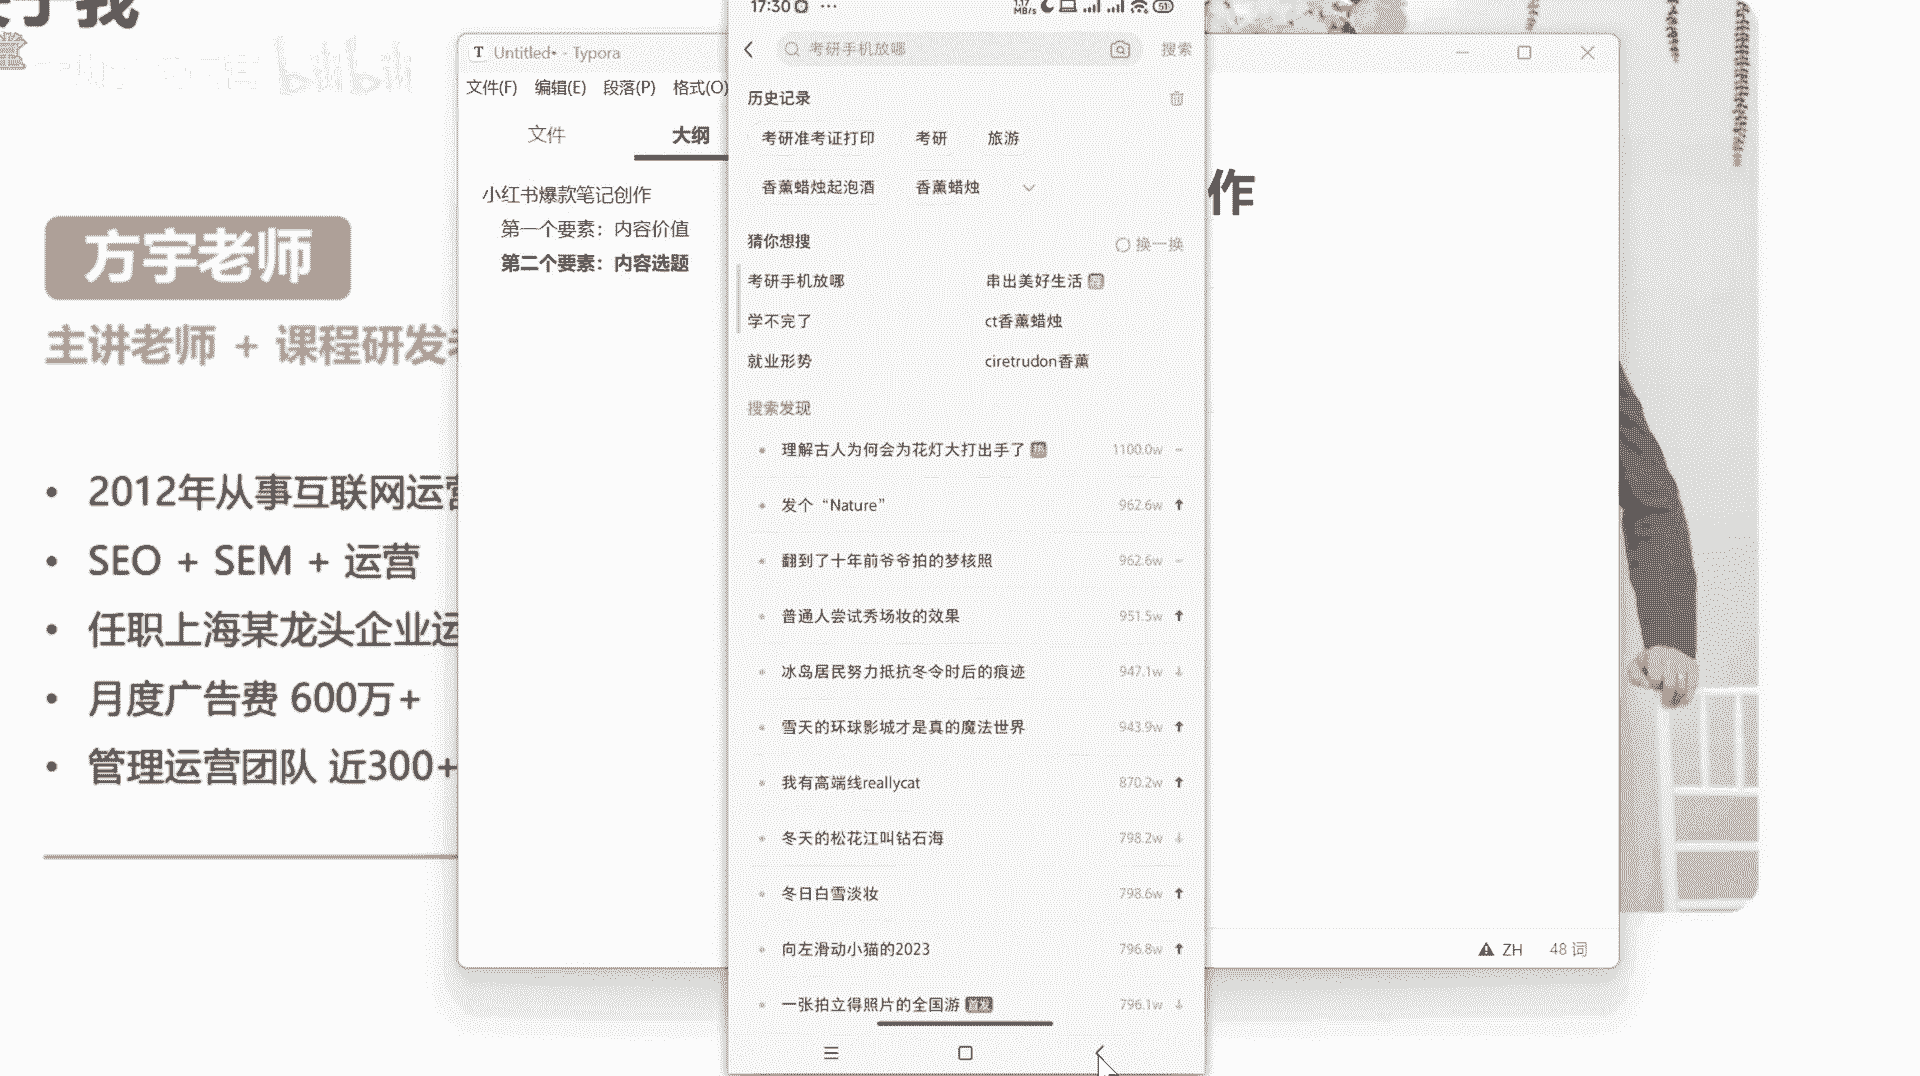 bilibili
方宇老师
主讲老师 + 课程研发
2012年从事互联网运营
SEO + SEM + 运营
任职上海某龙头企业运
月度广告费 600万+
管理运营团队 近300+
Untitled• - Typora
文件(F) 编辑(E) 段落(P) 格式(O)
文件 大纲
小红书爆款笔记创作
第一个要素：内容价值
第二个要素：内容选题
作
ZH 48 词
17:30 ··· 1.17 MB/s 51
考研手机放哪 搜索
历史记录
考研准考证打印 考研 旅游
香薰蜡烛起泡酒 香薰蜡烛
猜你想搜 换一换
考研手机放哪 串出美好生活
学不完了 ct香薰蜡烛
就业形势 ciretrudon香薰
搜索发现
理解古人为何会为花灯大打出手了 热 1100.0w
发个“Nature” 962.6w
翻到了十年前爷爷拍的梦核照 962.6w
普通人尝试秀场妆的效果 951.5w
冰岛居民努力抵抗冬令时后的痕迹 947.1w
雪天的环球影城才是真的魔法世界 943.9w
我有高端线reallycat 870.2w
冬天的松花江叫钻石海 798.2w
冬日白雪淡妆 798.6w
向左滑动小猫的2023 796.8w
一张拍立得照片的全国游 首发 796.1w